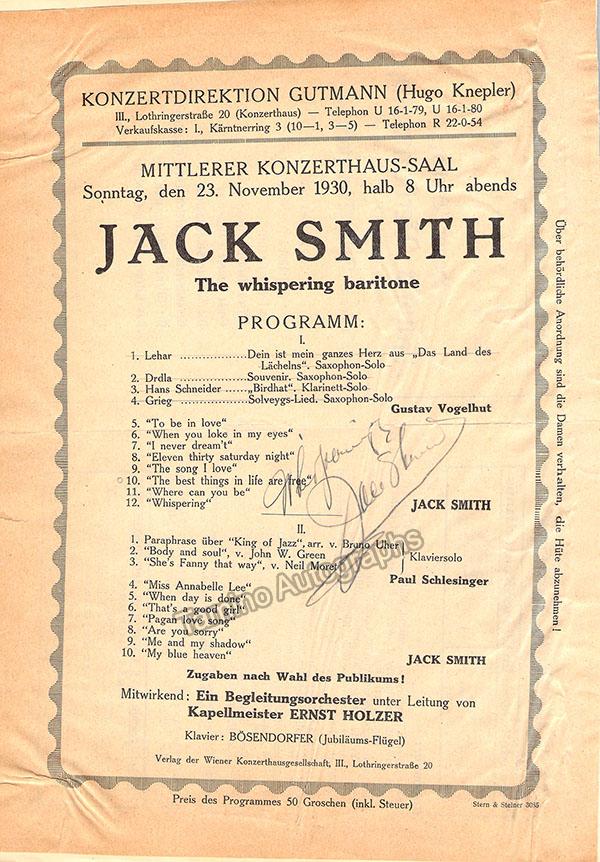 KONZERTDIREKTION GUTMANN (Hugo Knepler)
III., Lothringerstraße 20 (Konzerthaus) — Telephon U 16-1-79, U 16-1-80
Verkaufskasse: I., Kärntnerring 3 (10—1, 3—5) — Telephon R 22-0-54
MITTLERER KONZERTHAUS-SAAL
Sonntag, den 23. November 1930, halb 8 Uhr abends
JACK SMITH
The whispering baritone
PROGRAMM:
I.
1. Lehar ..................Dein ist mein ganzes Herz aus „Das Land des
Lächelns“. Saxophon-Solo
2. Drdla ..................Souvenir. Saxophon-Solo
3. Hans Schneider .......„Birdhat“. Klarinett-Solo
4. Grieg ..................Solveygs-Lied. Saxophon-Solo
Gustav Vogelhut
5. “To be in love“
6. “When you loke in my eyes“
7. “I never dream't“
8. “Eleven thirty saturday night“
9. “The song I love“
10. “The best things in life are free“
11. “Where can you be“
12. “Whispering“
JACK SMITH
Whispering
Jack Smith
II.
1. Paraphrase über “King of Jazz“, arr. v. Bruno Uher
2. “Body and soul“, v. John W. Green
3. “She's Fanny that way“, v. Neil Moret
Klaviersolo
Paul Schlesinger
4. “Miss Annabelle Lee“
5. “When day is done“
6. “That's a good girl“
7. “Pagan love song“
8. “Are you sorry“
9. “Me and my shadow“
10. “My blue heaven“
JACK SMITH
Zugaben nach Wahl des Publikums!
Mitwirkend: Ein Begleitungsorchester unter Leitung von
Kapellmeister ERNST HOLZER
Klavier: BÖSENDORFER (Jubiläums-Flügel)
Verlag der Wiener Konzerthausgesellschaft, III., Lothringerstraße 20
Preis des Programmes 50 Groschen (inkl. Steuer)
Stern & Steiner 3085
Über behördliche Anordnung sind die Damen verhalten, die Hüte abzunehmen!
Tamino Autographs